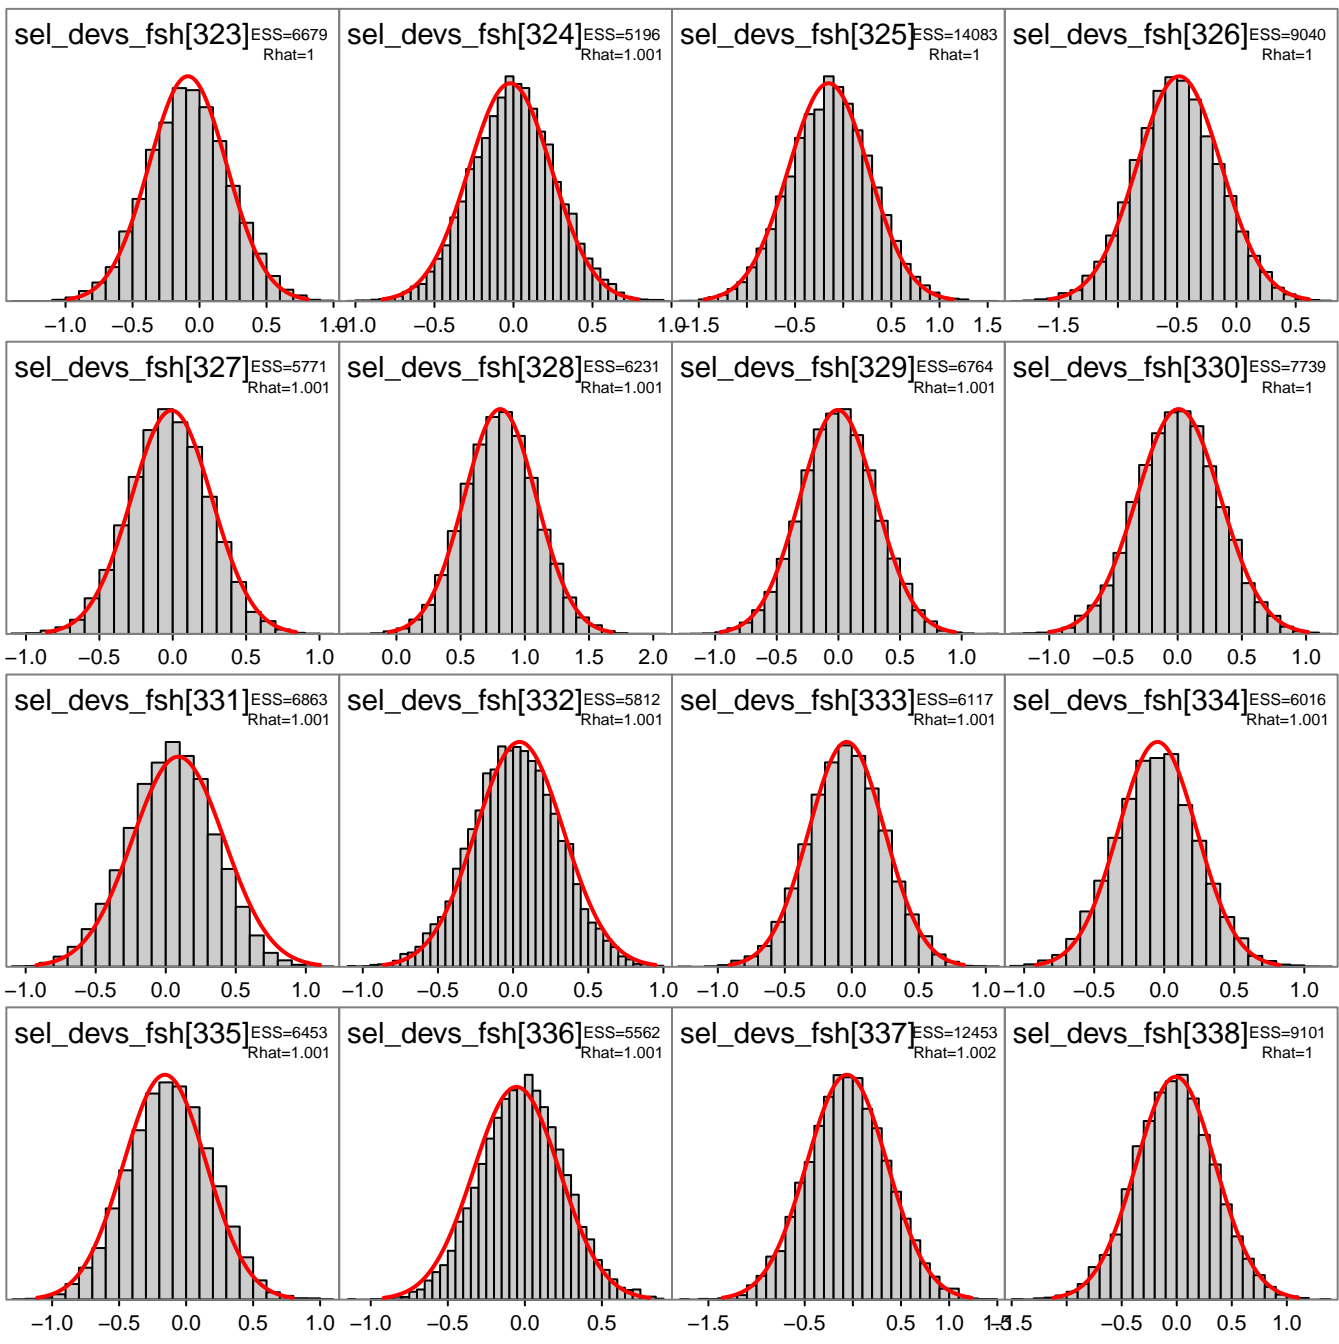 sel_devs_fsh[323] ESS=6679
Rhat=1
sel_devs_fsh[324] ESS=5196
Rhat=1.001
sel_devs_fsh[325] ESS=14083
Rhat=1
sel_devs_fsh[326] ESS=9040
Rhat=1
−1.0 −0.5 0.0 0.5 1.0
−1.0 −0.5 0.0 0.5 1.0
−1.5 −0.5 0.5 1.0 1.5
−1.5 −0.5 0.0 0.5
sel_devs_fsh[327] ESS=5771
Rhat=1.001
sel_devs_fsh[328] ESS=6231
Rhat=1.001
sel_devs_fsh[329] ESS=6764
Rhat=1.001
sel_devs_fsh[330] ESS=7739
Rhat=1
−1.0 −0.5 0.0 0.5 1.0
0.0 0.5 1.0 1.5 2.0
−1.0 −0.5 0.0 0.5 1.0
−1.0 −0.5 0.0 0.5 1.0
sel_devs_fsh[331] ESS=6863
Rhat=1.001
sel_devs_fsh[332] ESS=5812
Rhat=1.001
sel_devs_fsh[333] ESS=6117
Rhat=1.001
sel_devs_fsh[334] ESS=6016
Rhat=1.001
−1.0 −0.5 0.0 0.5 1.0
−1.0 −0.5 0.0 0.5 1.0
−1.0 −0.5 0.0 0.5 1.0
−1.0 −0.5 0.0 0.5 1.0
sel_devs_fsh[335] ESS=6453
Rhat=1.001
sel_devs_fsh[336] ESS=5562
Rhat=1.001
sel_devs_fsh[337] ESS=12453
Rhat=1.002
sel_devs_fsh[338] ESS=9101
Rhat=1
−1.5 −0.5 0.0 0.5 1.0
−1.0 −0.5 0.0 0.5
−1.5 −0.5 0.5 1.0 1.5
−1.5 −0.5 0.0 0.5 1.0